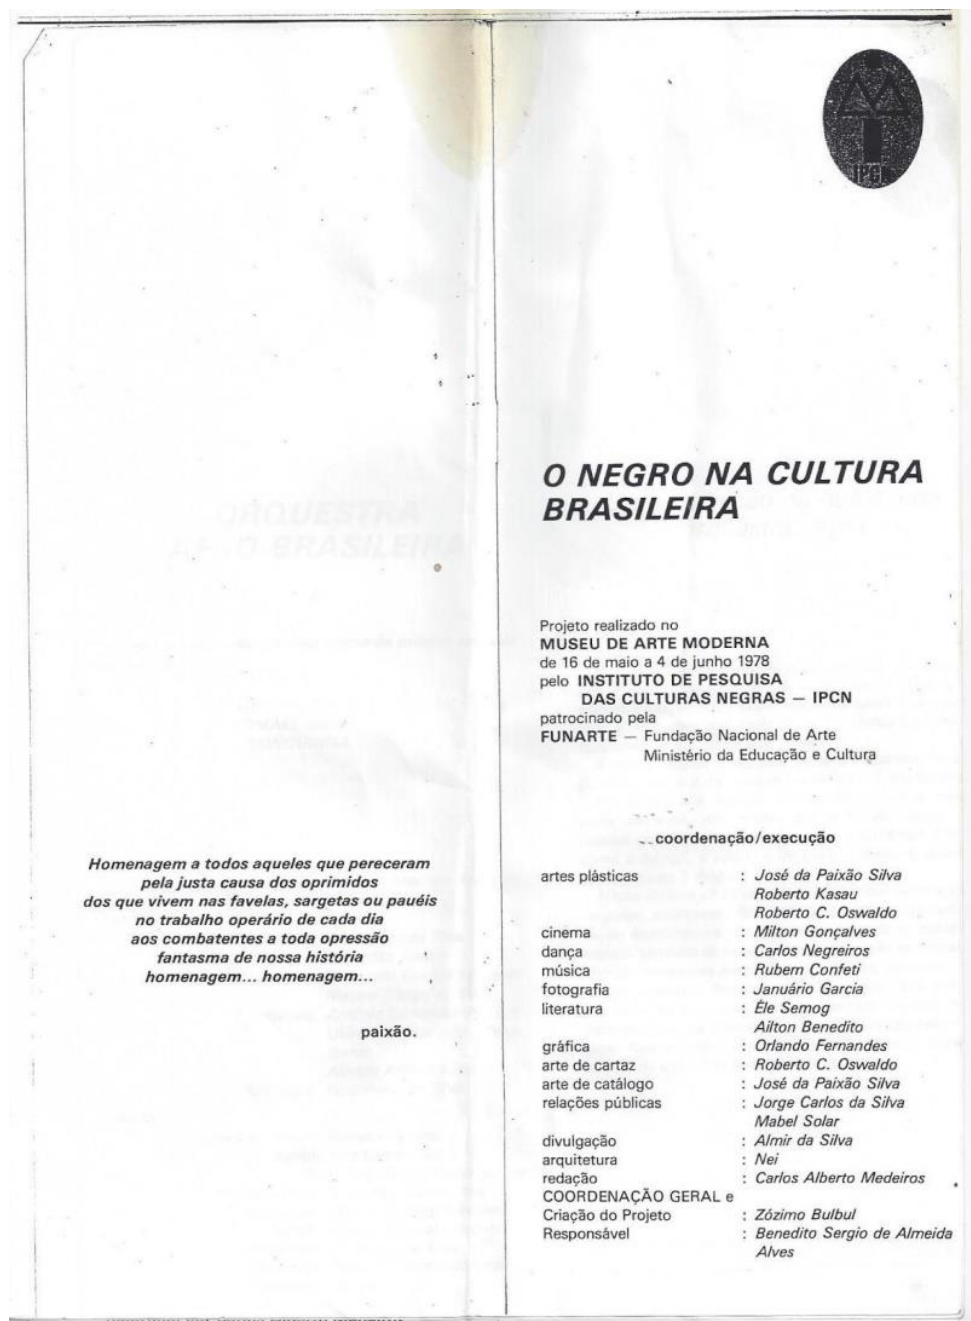 Homenagem a todos aqueles que pereceram
pela justa causa dos oprimidos
dos que vivem nas favelas, sargetas ou pauéis
no trabalho operário de cada dia
aos combatentes a toda opressão
fantasma de nossa história
homenagem... homenagem...
paixão.
IPCN
O NEGRO NA CULTURA
BRASILEIRA
Projeto realizado no
MUSEU DE ARTE MODERNA
de 16 de maio a 4 de junho 1978
pelo INSTITUTO DE PESQUISA
DAS CULTURAS NEGRAS — IPCN
patrocinado pela
FUNARTE — Fundação Nacional de Arte
Ministério da Educação e Cultura
coordenação/execução
artes plásticas : José da Paixão Silva
Roberto Kasau
Roberto C. Oswaldo
cinema : Milton Gonçalves
dança : Carlos Negreiros
música : Rubem Confeti
fotografia : Januário Garcia
literatura : Éle Semog
Ailton Benedito
gráfica : Orlando Fernandes
arte de cartaz : Roberto C. Oswaldo
arte de catálogo : José da Paixão Silva
relações públicas : Jorge Carlos da Silva
Mabel Solar
divulgação : Almir da Silva
arquitetura : Nei
redação : Carlos Alberto Medeiros
COORDENAÇÃO GERAL e
Criação do Projeto : Zózimo Bulbul
Responsável : Benedito Sergio de Almeida
Alves
ORQUESTRA
AFRO BRASILEIRA